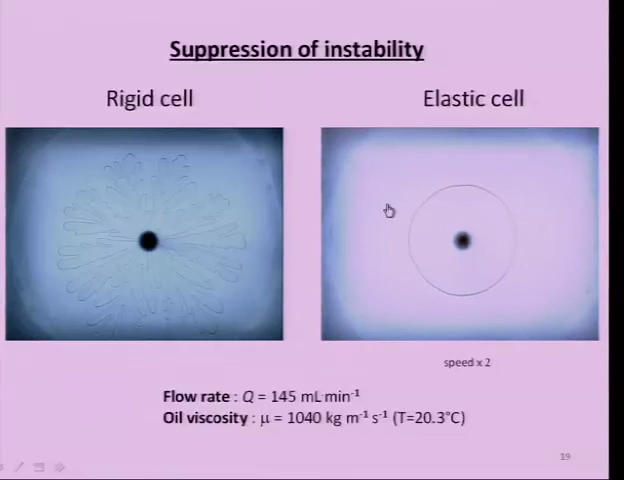 Suppression of instability
Rigid cell
Elastic cell
speed x 2
Flow rate : Q = 145 mL min⁻¹
Oil viscosity : µ = 1040 kg m⁻¹ s⁻¹ (T=20.3°C)
19